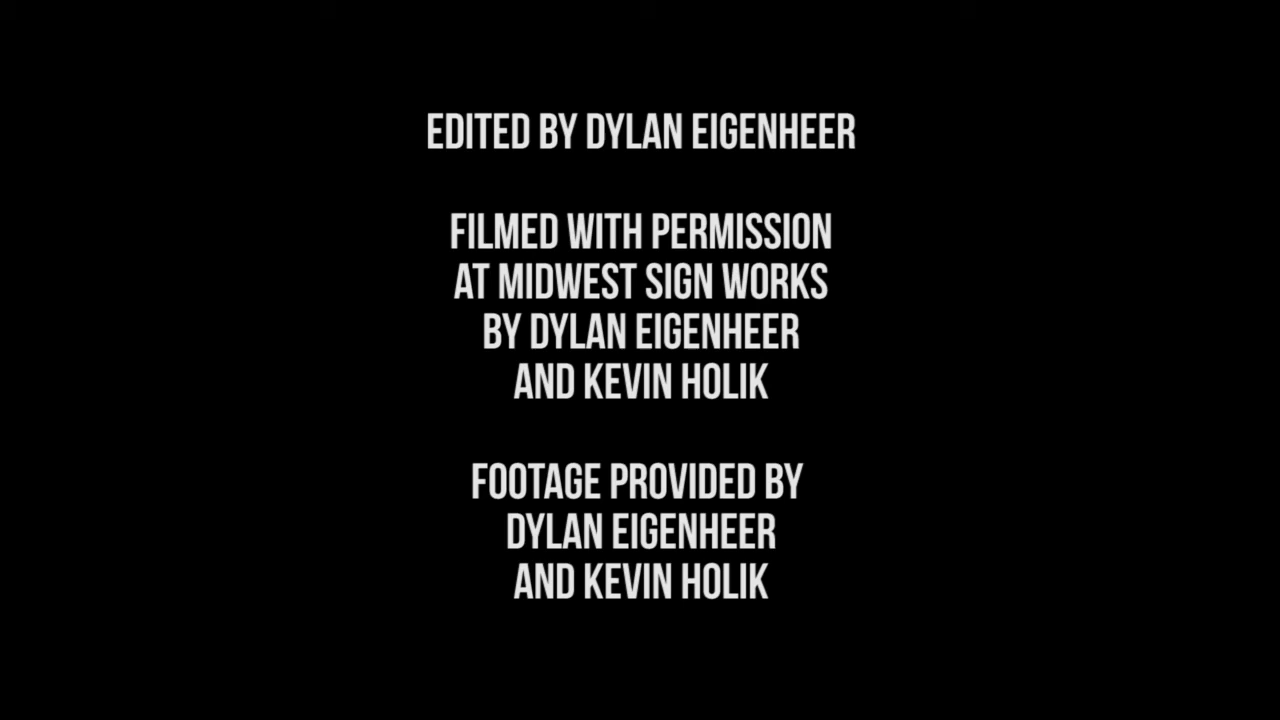 EDITED BY DYLAN EIGENHEER
FILMED WITH PERMISSION
AT MIDWEST SIGN WORKS
BY DYLAN EIGENHEER
AND KEVIN HOLIK
FOOTAGE PROVIDED BY
DYLAN EIGENHEER
AND KEVIN HOLIK